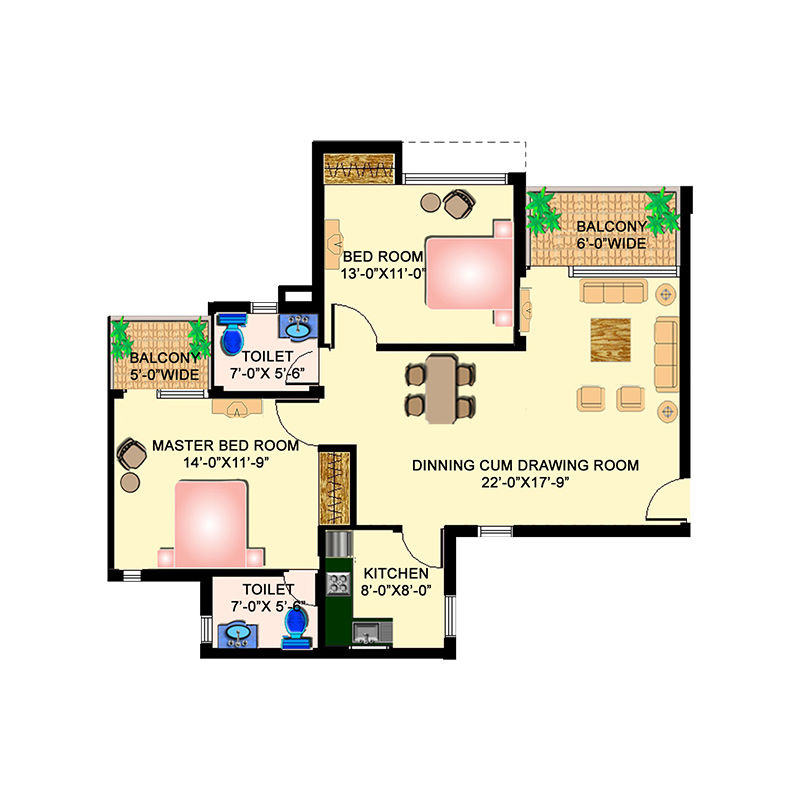 BALCONY
6'-0"WIDE
BED ROOM
13'-0"X11'-0"
BALCONY
5'-0"WIDE
TOILET
7'-0"X 5'-6"
MASTER BED ROOM
14'-0"X11'-9"
DINNING CUM DRAWING ROOM
22'-0"X17'-9"
KITCHEN
8'-0"X8'-0"
TOILET
7'-0"X 5'-6"